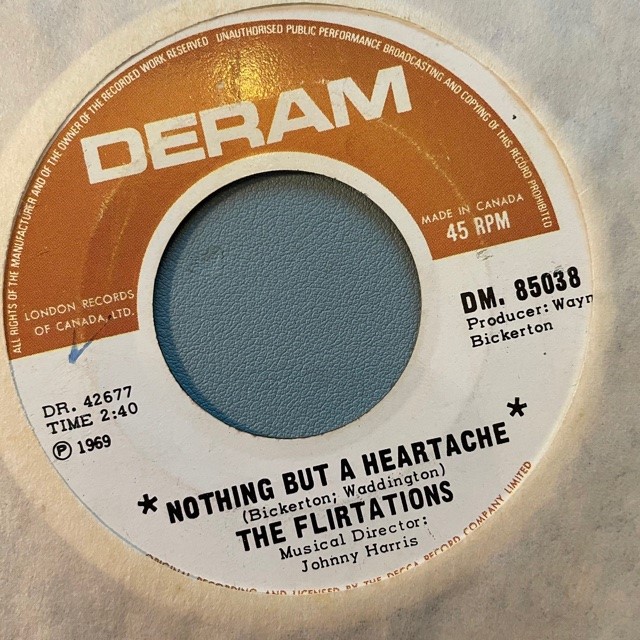 ALL RIGHTS OF THE MANUFACTURER AND OF THE OWNER OF THE RECORDED WORK RESERVED UNAUTHORISED PUBLIC PERFORMANCE BROADCASTING AND COPYING OF THIS RECORD PROHIBITED
DERAM
MADE IN CANADA
45 RPM
LONDON RECORDS
OF CANADA, LTD.
DM. 85038
Producer: Wayn
Bickerton
DR. 42677
TIME 2:40
Ⓟ 1969
* NOTHING BUT A HEARTACHE *
(Bickerton; Waddington)
THE FLIRTATIONS
Musical Director:
Johnny Harris
ORIGINAL RECORDING AND LICENSED BY THE DECCA RECORD COMPANY LIMITED